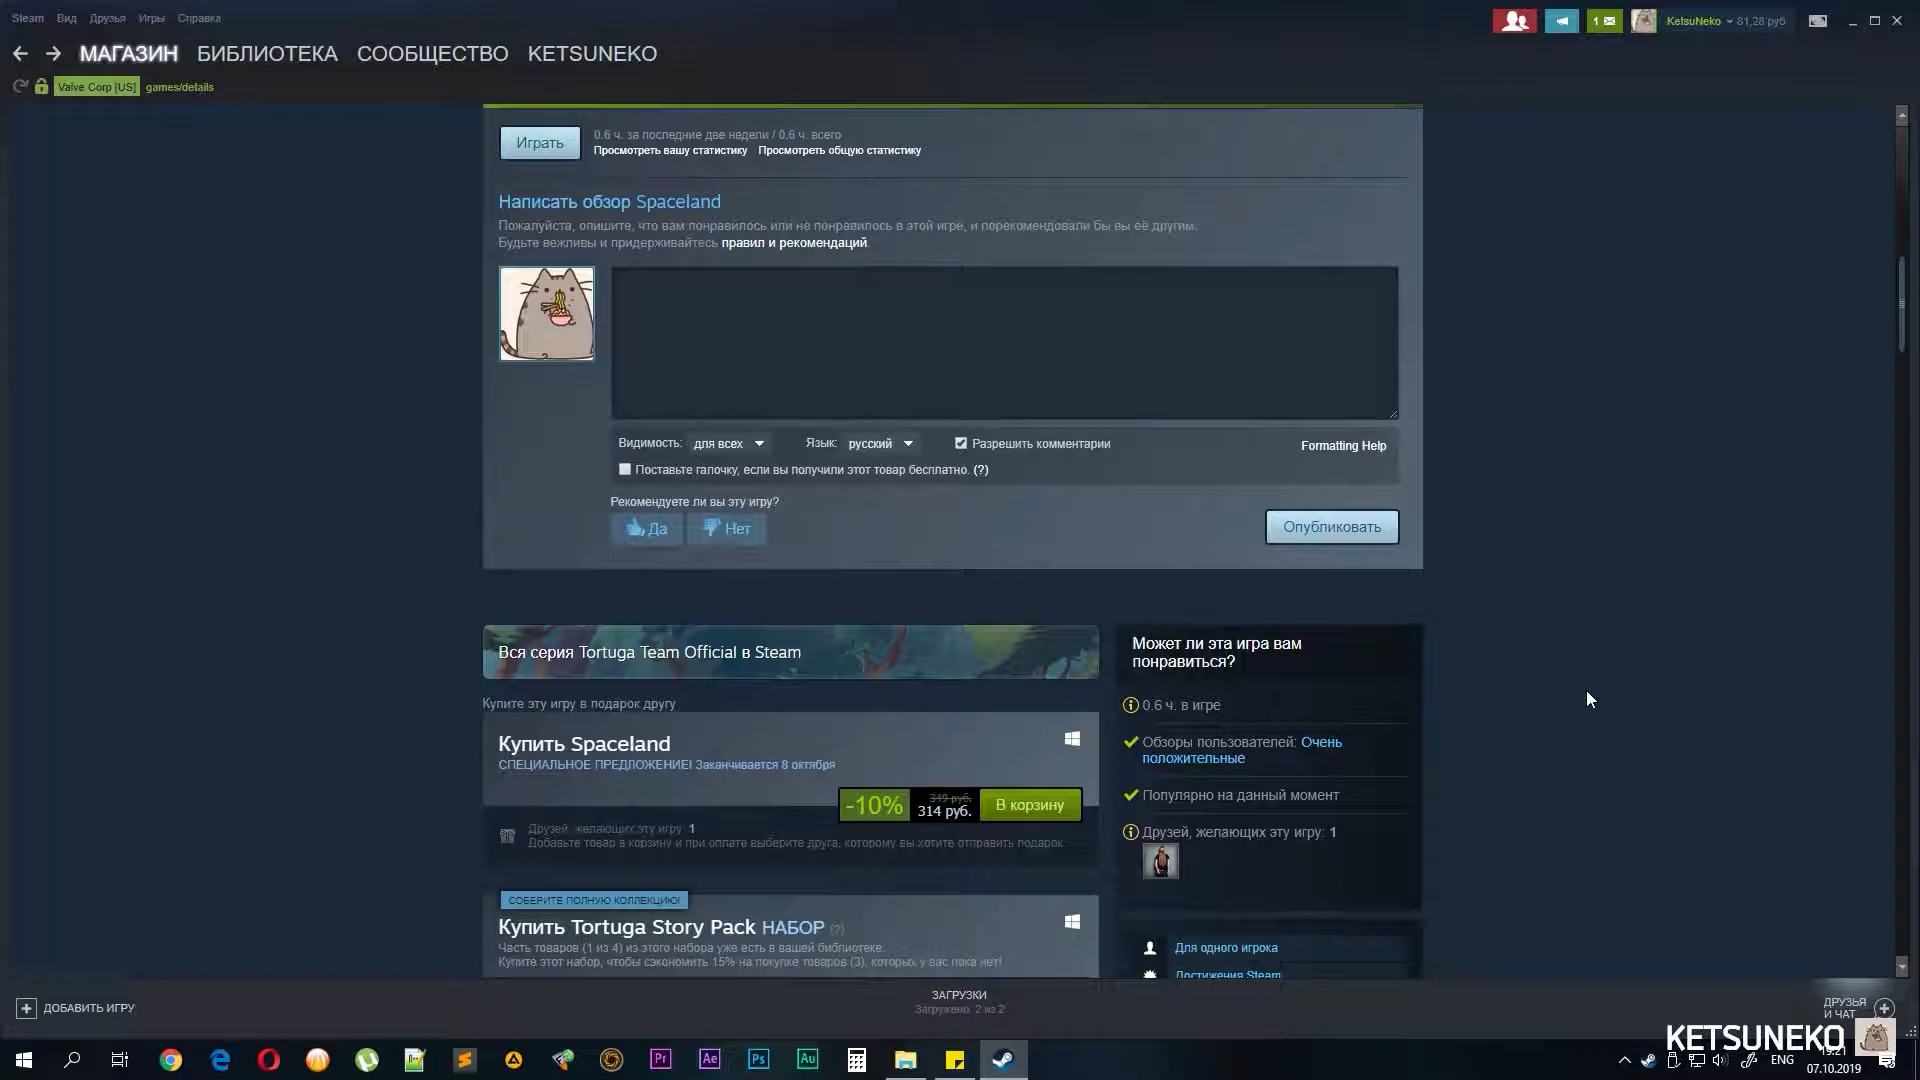 Steam Вид Друзья Игры Справка
1 KetsuNeko 81,28 руб
МАГАЗИН БИБЛИОТЕКА СООБЩЕСТВО KETSUNEKO
Valve Corp [US] games/details
Играть
0.6 ч. за последние две недели / 0.6 ч. всего
Просмотреть вашу статистику Просмотреть общую статистику
Написать обзор Spaceland
Пожалуйста, опишите, что вам понравилось или не понравилось в этой игре, и порекомендовали бы вы её другим.
Будьте вежливы и придерживайтесь правил и рекомендаций.
Видимость: для всех Язык: русский Разрешить комментарии Formatting Help
Поставьте галочку, если вы получили этот товар бесплатно. (?)
Рекомендуете ли вы эту игру?
Да Нет Опубликовать
Вся серия Tortuga Team Official в Steam
Купите эту игру в подарок другу
Купить Spaceland
СПЕЦИАЛЬНОЕ ПРЕДЛОЖЕНИЕ! Заканчивается 8 октября
-10% 349 руб. 314 руб. В корзину
Друзей, желающих эту игру: 1
Добавьте товар в корзину и при оплате выберите друга, которому вы хотите отправить подарок
СОБЕРИТЕ ПОЛНУЮ КОЛЛЕКЦИЮ!
Купить Tortuga Story Pack НАБОР (?)
Часть товаров (1 из 4) из этого набора уже есть в вашей библиотеке.
Купите этот набор, чтобы сэкономить 15% на покупке товаров (3), которых у вас пока нет!
Может ли эта игра вам
понравиться?
0.6 ч. в игре
Обзоры пользователей: Очень
положительные
Популярно на данный момент
Друзей, желающих эту игру: 1
Для одного игрока
Достижения Steam
ДОБАВИТЬ ИГРУ
ЗАГРУЗКИ
Загружено: 2 из 2
ДРУЗЬЯ
И ЧАТ
KETSUNEKO
Pr Ae Ps Au
ENG
19:21
07.10.2019